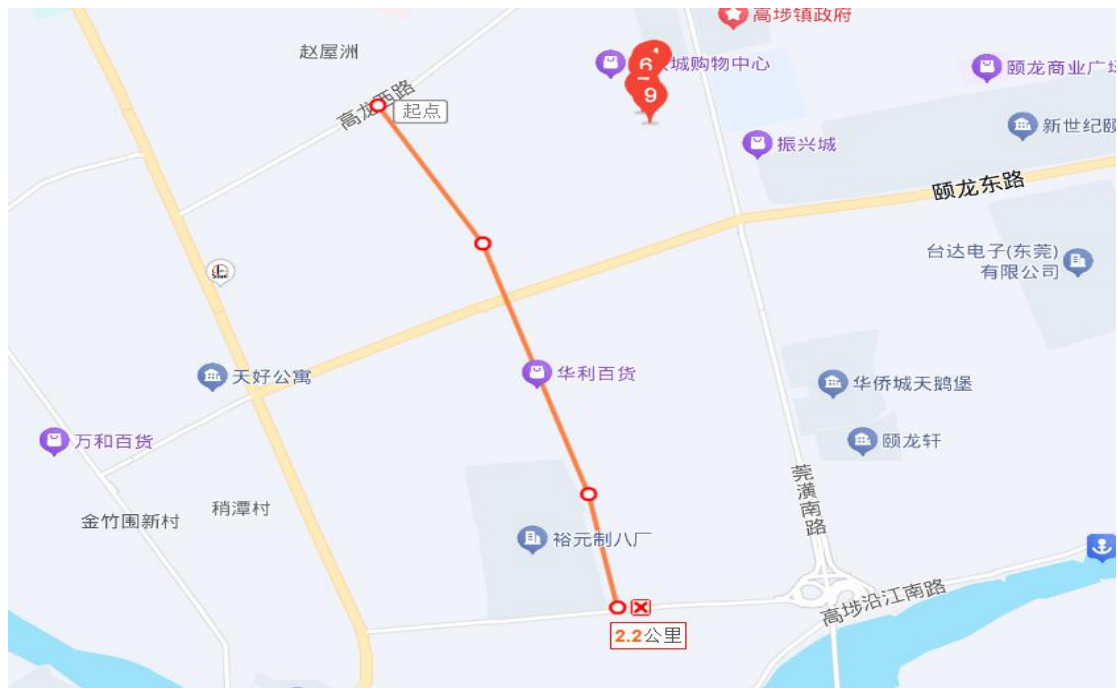 高埗镇政府
赵屋洲
城购物中心
颐龙商业广场
6
9
高龙西路
起点
新世纪颐
振兴城
颐龙东路
台达电子(东莞)
有限公司
天好公寓
华利百货
华侨城天鹅堡
万和百货
颐龙轩
莞潢南路
稍潭村
金竹围新村
裕元制八厂
高埗沿江南路
2.2公里